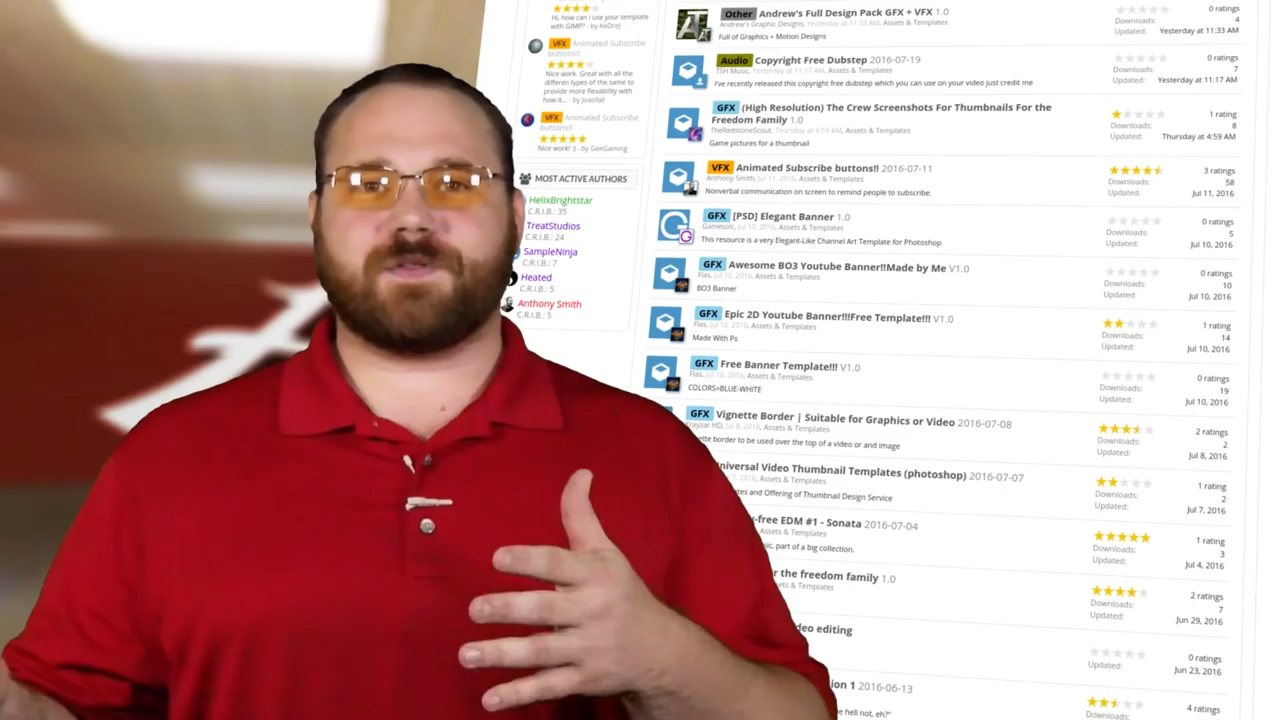 Hi, how can i use your template
with GIMP? - by KeDrej
VFX Animated Subscribe
buttons!!
Nice work. Great with all the
different types of the same to
provide more flexability with
how it... - by Joaofall
VFX Animated Subscribe
buttons!!
Nice work! :) - by GeeGaming
MOST ACTIVE AUTHORS
HelixBrightstar
C.R.I.B.: 35
TreatStudios
C.R.I.B.: 24
SampleNinja
C.R.I.B.: 7
Heated
C.R.I.B.: 5
Anthony Smith
C.R.I.B.: 5
Other Andrew's Full Design Pack GFX + VFX 1.0
Andrew's Graphic Designs, Yesterday at 11:33 AM, Assets & Templates
Full of Graphics + Motion Designs
0 ratings
Downloads: 4
Updated: Yesterday at 11:33 AM
Audio Copyright Free Dubstep 2016-07-19
TSH Music, Yesterday at 11:17 AM, Assets & Templates
I've recently released this copyright free dubstep which you can use on your video just credit me
0 ratings
Downloads: 7
Updated: Yesterday at 11:17 AM
GFX (High Resolution) The Crew Screenshots For Thumbnails For the
Freedom Family 1.0
TheRedstoneScout, Thursday at 4:59 AM, Assets & Templates
Game pictures for a thumbnail
1 rating
Downloads: 8
Updated: Thursday at 4:59 AM
VFX Animated Subscribe buttons!! 2016-07-11
Anthony Smith, Jul 11, 2016, Assets & Templates
Nonverbal communication on screen to remind people to subscribe.
3 ratings
Downloads: 58
Updated: Jul 11, 2016
GFX [PSD] Elegant Banner 1.0
Gamesolc, Jul 10, 2016, Assets & Templates
This resource is a very Elegant-Like Channel Art Template for Photoshop
0 ratings
Downloads: 5
Updated: Jul 10, 2016
GFX Awesome BO3 Youtube Banner!!Made by Me V1.0
Flas, Jul 10, 2016, Assets & Templates
BO3 Banner
0 ratings
Downloads: 10
Updated: Jul 10, 2016
GFX Epic 2D Youtube Banner!!!Free Template!!! V1.0
Flas, Jul 10, 2016, Assets & Templates
Made With Ps
1 rating
Downloads: 14
Updated: Jul 10, 2016
GFX Free Banner Template!!! V1.0
Flas, Jul 10, 2016, Assets & Templates
COLORS=BLUE-WHITE
0 ratings
Downloads: 19
Updated: Jul 10, 2016
GFX Vignette Border | Suitable for Graphics or Video 2016-07-08
Krayzar HD, Jul 8, 2016, Assets & Templates
ette border to be used over the top of a video or and image
2 ratings
Downloads: 2
Updated: Jul 8, 2016
niversal Video Thumbnail Templates (photoshop) 2016-07-07
7, 2016, Assets & Templates
tes and Offering of Thumbnail Design Service
1 rating
Downloads: 2
Updated: Jul 7, 2016
-free EDM #1 - Sonata 2016-07-04
Assets & Templates
ic, part of a big collection.
1 rating
Downloads: 3
Updated: Jul 4, 2016
r the freedom family 1.0
ets & Templates
2 ratings
Downloads: 7
Updated: Jun 29, 2016
deo editing
0 ratings
Updated: Jun 23, 2016
ion 1 2016-06-13
e hell not, eh?"
4 ratings
Downloads: